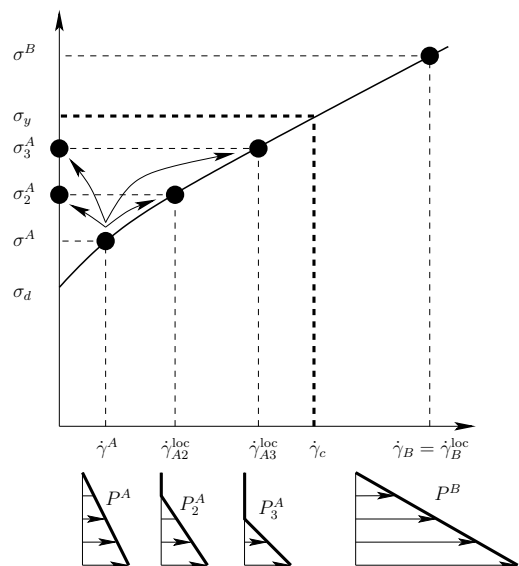 σ^B
σ_y
σ_3^A
σ_2^A
σ^A
σ_d
γ̇^A γ̇_{A2}^{loc} γ̇_{A3}^{loc} γ̇_c γ̇_B = γ̇_B^{loc}
P^A P_2^A P_3^A P^B